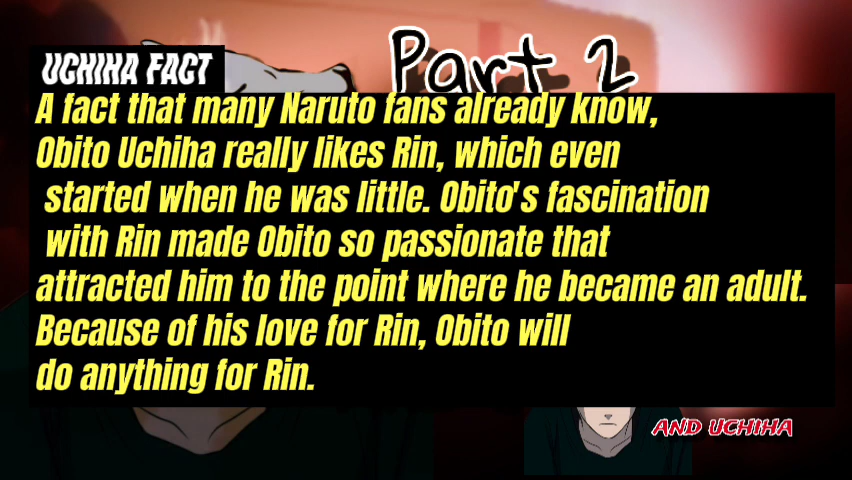 Part 2
UCHIHA FACT
A fact that many Naruto fans already know,
Obito Uchiha really likes Rin, which even
started when he was little. Obito's fascination
with Rin made Obito so passionate that
attracted him to the point where he became an adult.
Because of his love for Rin, Obito will
do anything for Rin.
AND UCHIHA